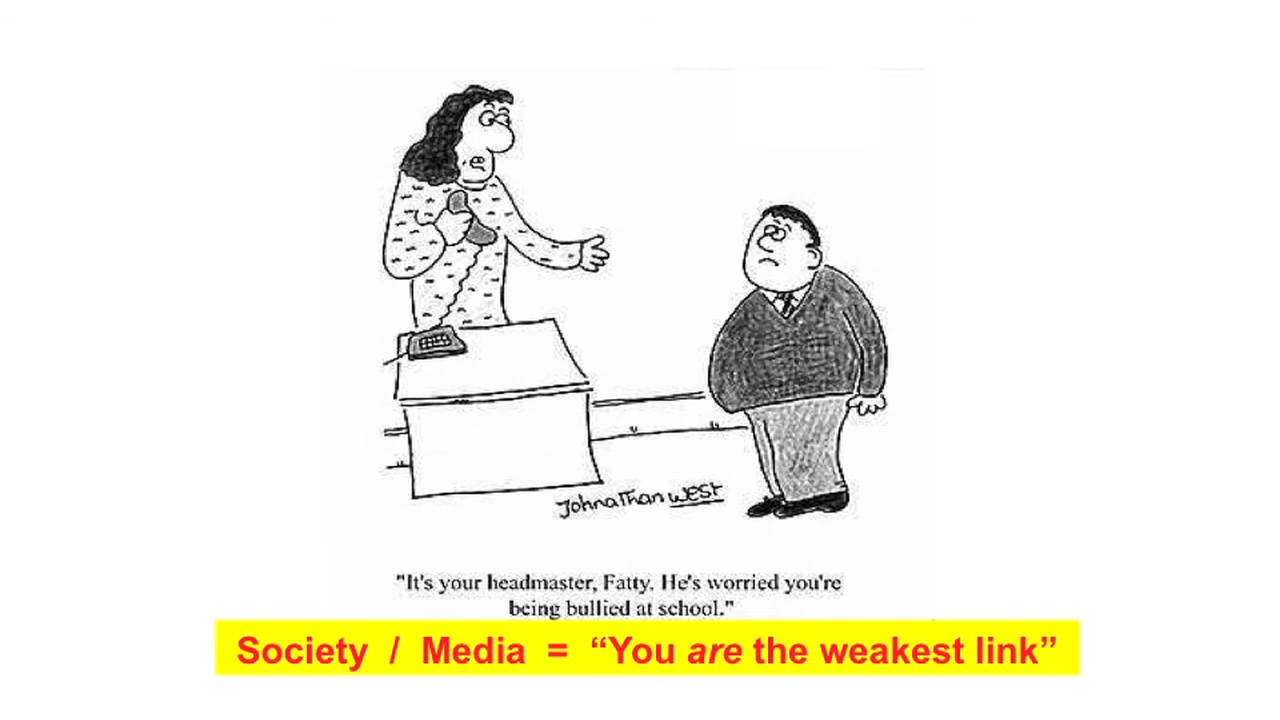 Johnathan west
"It's your headmaster, Fatty. He's worried you're
being bullied at school."
Society / Media = “You are the weakest link”